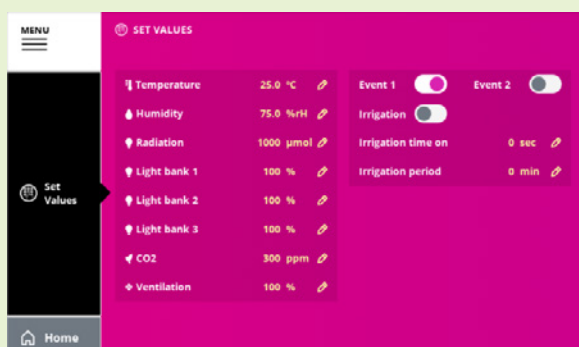 MENU
SET VALUES
Temperature 25.0 °C
Humidity 75.0 %rH
Radiation 1000 µmol
Light bank 1 100 %
Light bank 2 100 %
Light bank 3 100 %
CO2 300 ppm
Ventilation 100 %
Event 1 Event 2
Irrigation
Irrigation time on 0 sec
Irrigation period 0 min
Set
Values
Home